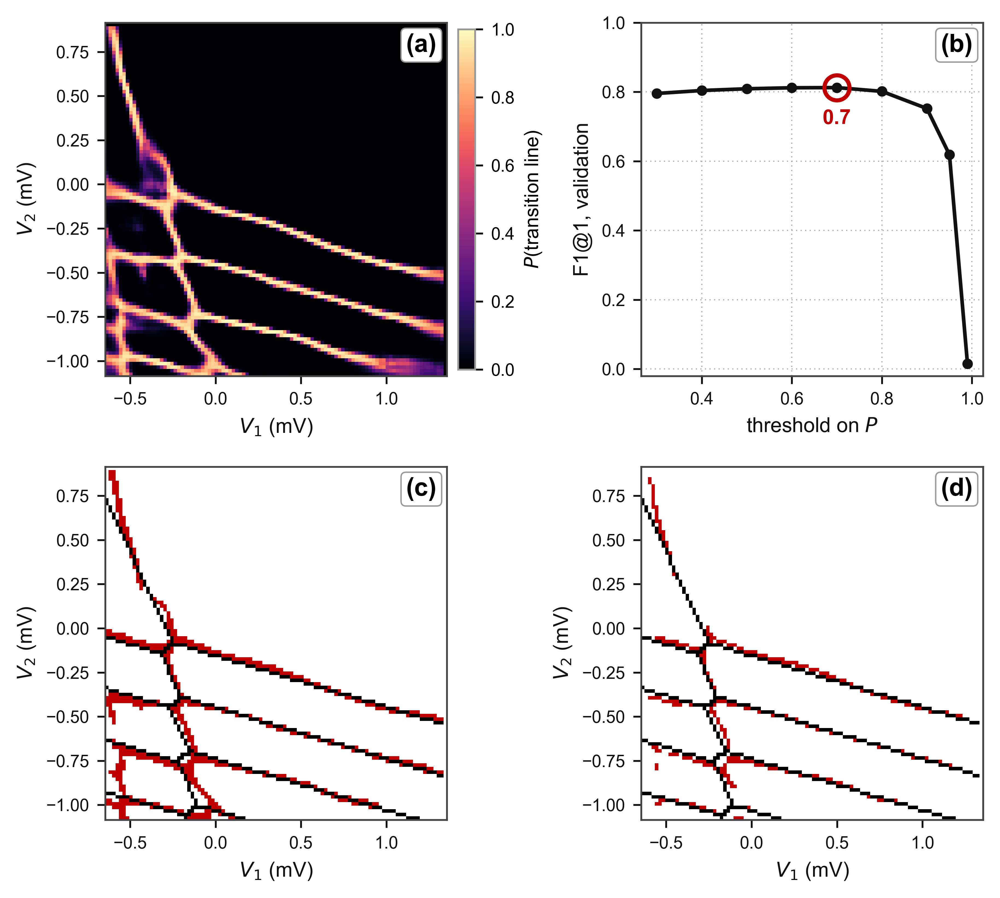 (a)
0.75
0.50
0.25
0.00
−0.25
−0.50
−0.75
−1.00
V2 (mV)
−0.5 0.0 0.5 1.0
V1 (mV)
1.0
0.8
0.6
0.4
0.2
0.0
P(transition line)
(b)
1.0
0.8
0.6
0.4
0.2
0.0
F1@1, validation
0.7
0.4 0.6 0.8 1.0
threshold on P
(c)
0.75
0.50
0.25
0.00
−0.25
−0.50
−0.75
−1.00
V2 (mV)
−0.5 0.0 0.5 1.0
V1 (mV)
(d)
0.75
0.50
0.25
0.00
−0.25
−0.50
−0.75
−1.00
V2 (mV)
−0.5 0.0 0.5 1.0
V1 (mV)